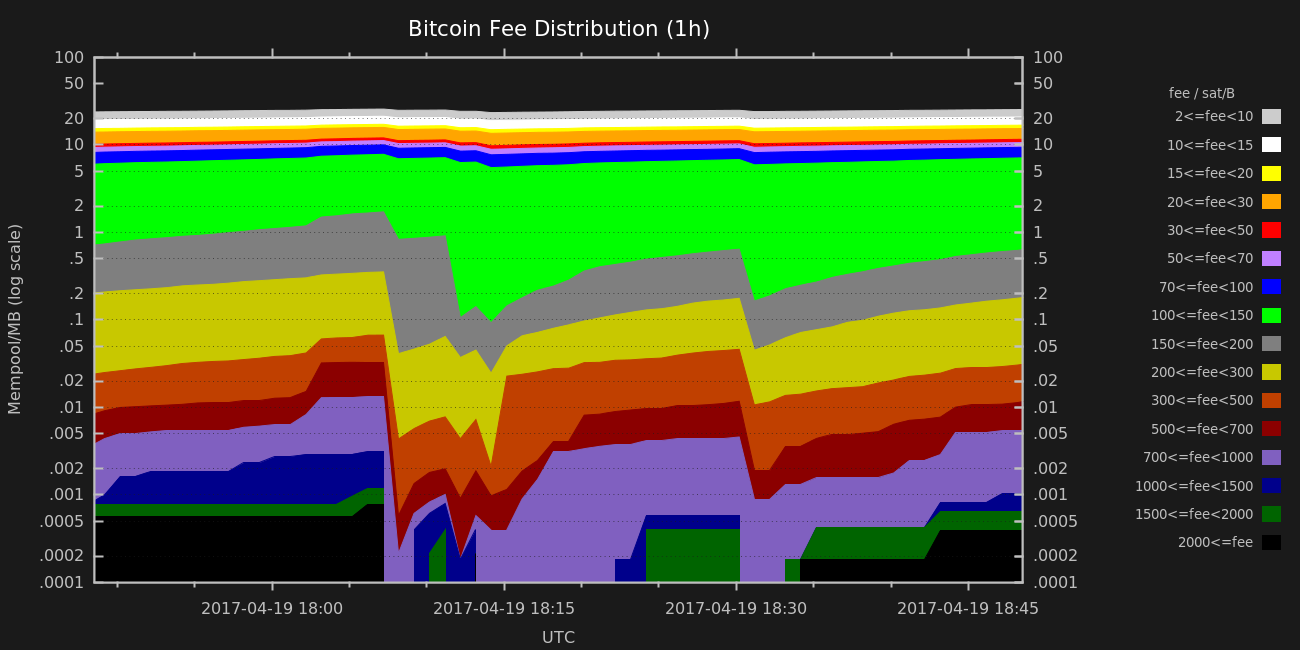 Bitcoin Fee Distribution (1h)
Mempool/MB (log scale)
100
50
20
10
5
2
1
.5
.2
.1
.05
.02
.01
.005
.002
.001
.0005
.0002
.0001
100
50
20
10
5
2
1
.5
.2
.1
.05
.02
.01
.005
.002
.001
.0005
.0002
.0001
2017-04-19 18:00 2017-04-19 18:15 2017-04-19 18:30 2017-04-19 18:45
UTC
fee / sat/B
2<=fee<10
10<=fee<15
15<=fee<20
20<=fee<30
30<=fee<50
50<=fee<70
70<=fee<100
100<=fee<150
150<=fee<200
200<=fee<300
300<=fee<500
500<=fee<700
700<=fee<1000
1000<=fee<1500
1500<=fee<2000
2000<=fee